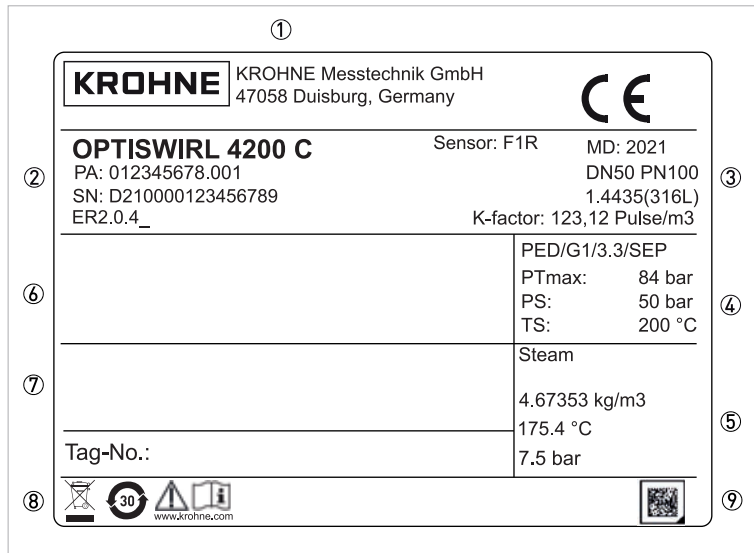 ①
KROHNE
KROHNE Messtechnik GmbH
47058 Duisburg, Germany
CE
②
OPTISWIRL 4200 C
PA: 012345678.001
SN: D210000123456789
ER2.0.4_
Sensor: F1R
MD: 2021
DN50 PN100
1.4435(316L)
K-factor: 123,12 Pulse/m3
③
⑥
PED/G1/3.3/SEP
PTmax: 84 bar
PS: 50 bar
TS: 200 °C
④
⑦
Tag-No.:
Steam
4.67353 kg/m3
175.4 °C
7.5 bar
⑤
⑧
30
www.krohne.com
⑨